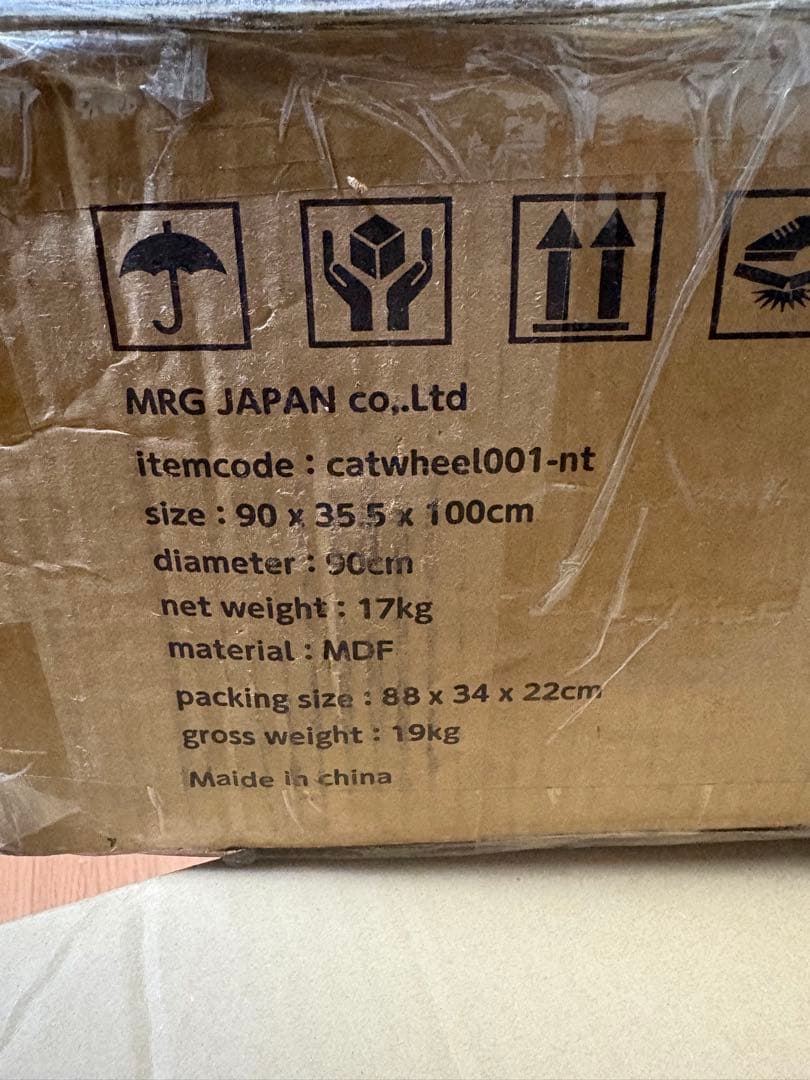 MRG JAPAN co,.Ltd
itemcode : catwheel001-nt
size : 90 x 35.5 x 100cm
diameter : 90cm
net weight : 17kg
material : MDF
packing size : 88 x 34 x 22cm
gross weight : 19kg
Maide in china